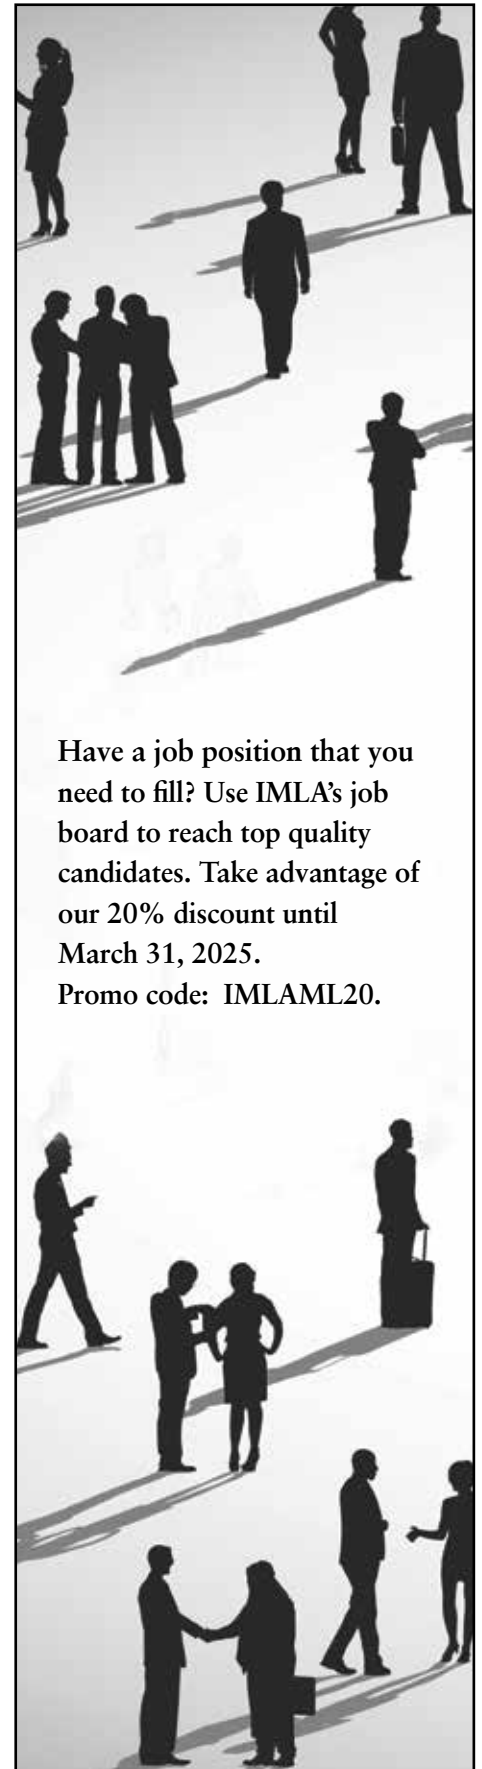 Have a job position that you
need to fill? Use IMLA’s job
board to reach top quality
candidates. Take advantage of
our 20% discount until
March 31, 2025.
Promo code:  IMLAML20.